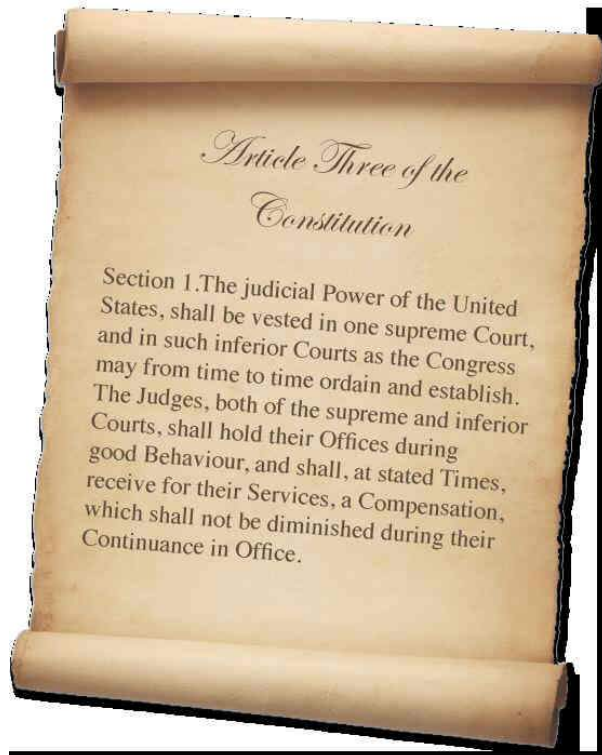 Article Three of the
Constitution
Section 1.The judicial Power of the United
States, shall be vested in one supreme Court,
and in such inferior Courts as the Congress
may from time to time ordain and establish.
The Judges, both of the supreme and inferior
Courts, shall hold their Offices during
good Behaviour, and shall, at stated Times,
receive for their Services, a Compensation,
which shall not be diminished during their
Continuance in Office.